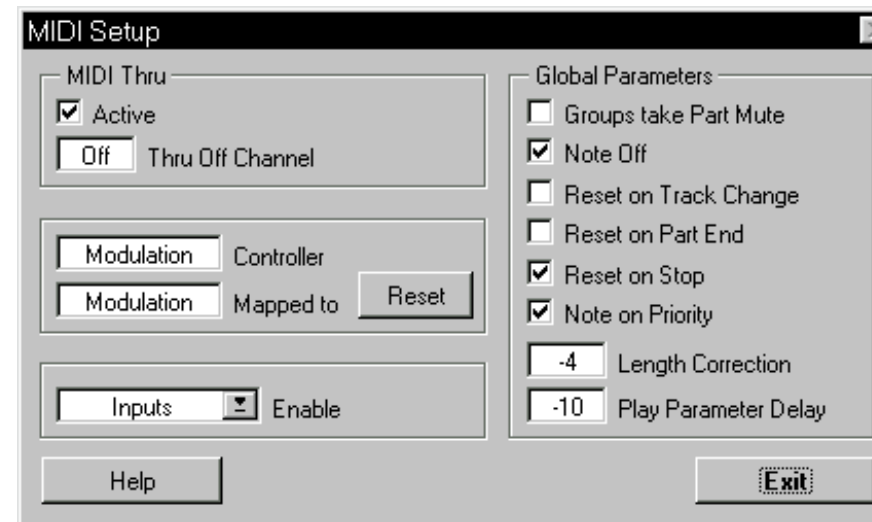 MIDI Setup
MIDI Thru
Active
Off Thru Off Channel
Modulation Controller
Modulation Mapped to Reset
Inputs Enable
Help
Global Parameters
Groups take Part Mute
Note Off
Reset on Track Change
Reset on Part End
Reset on Stop
Note on Priority
-4 Length Correction
-10 Play Parameter Delay
Exit